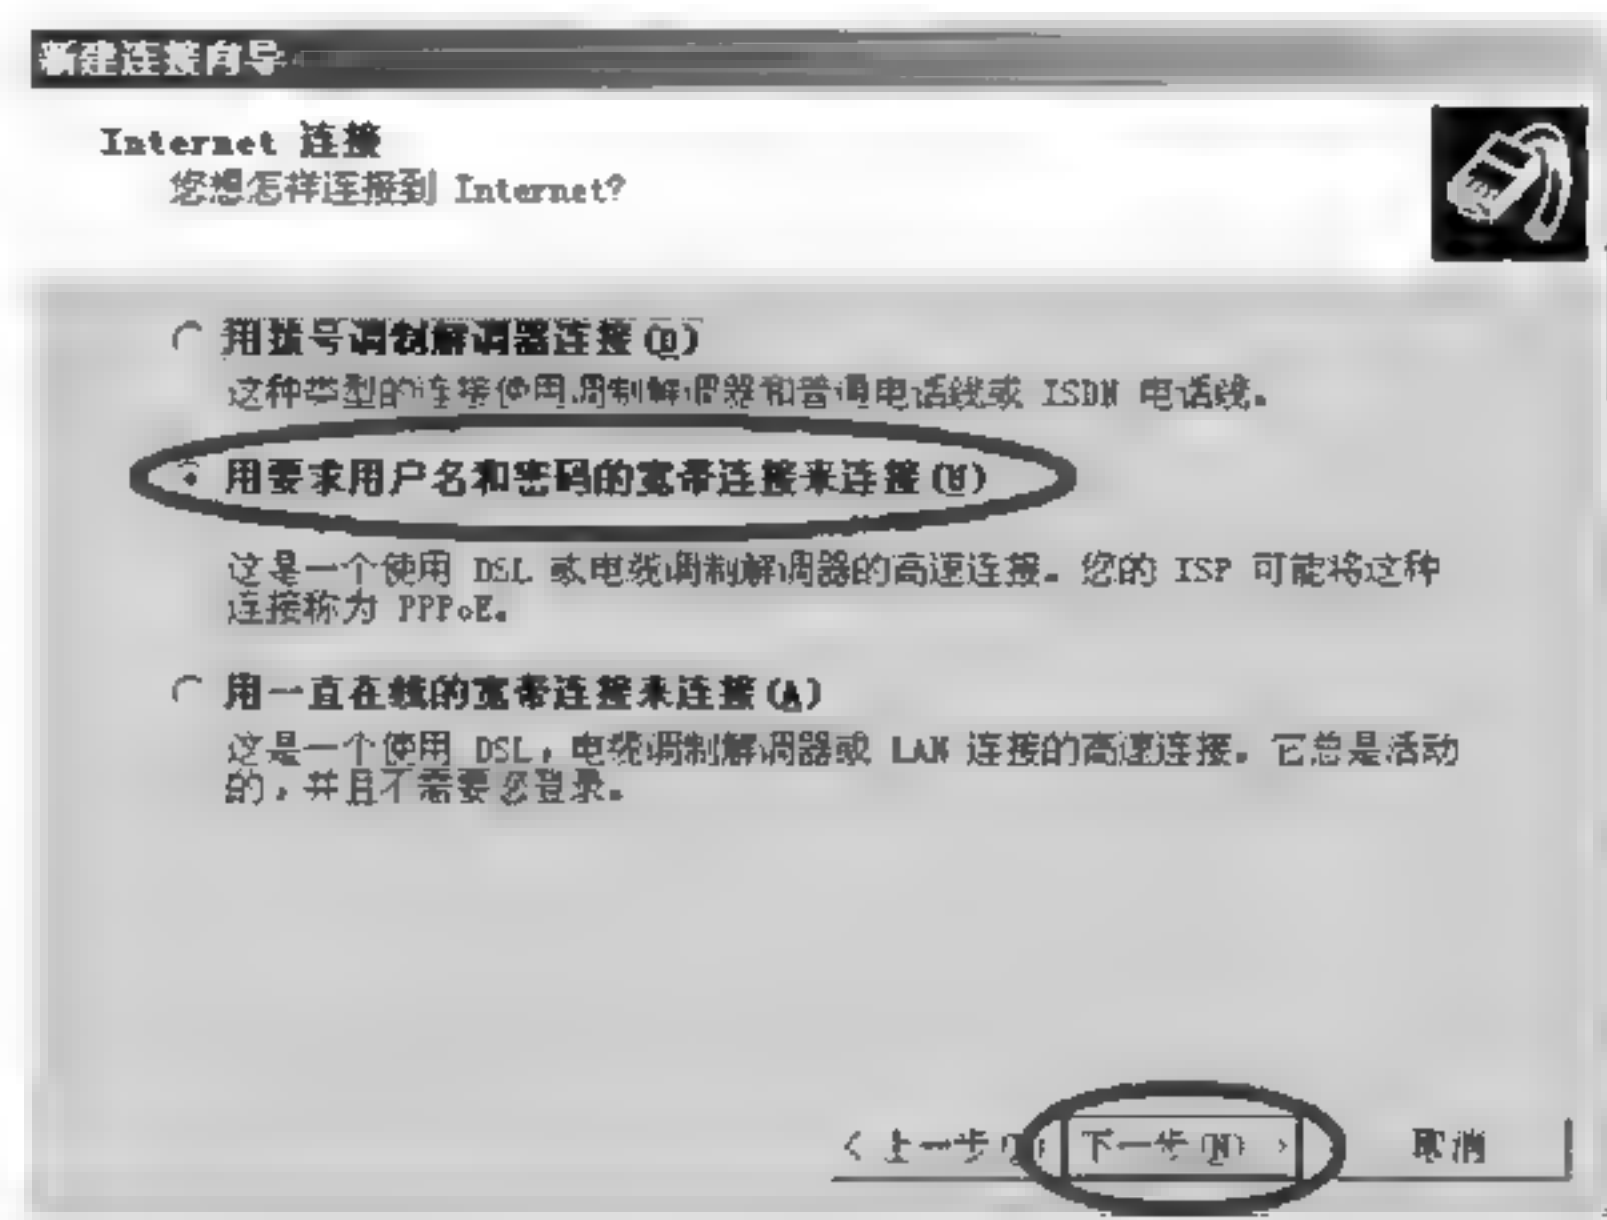 新建连接向导
Internet 连接
您想怎样连接到 Internet?
用拨号调制解调器连接(D)
这种类型的连接使用调制解调器和普通电话线或 ISDN 电话线。
用要求用户名和密码的宽带连接来连接(U)
这是一个使用 DSL 或电缆调制解调器的高速连接。您的 ISP 可能将这种
连接称为 PPPoE。
用一直在线的宽带连接来连接(A)
这是一个使用 DSL,电缆调制解调器或 LAN 连接的高速连接。它总是活动
的,并且不需要您登录。
< 上一步 下一步(N) > 取消